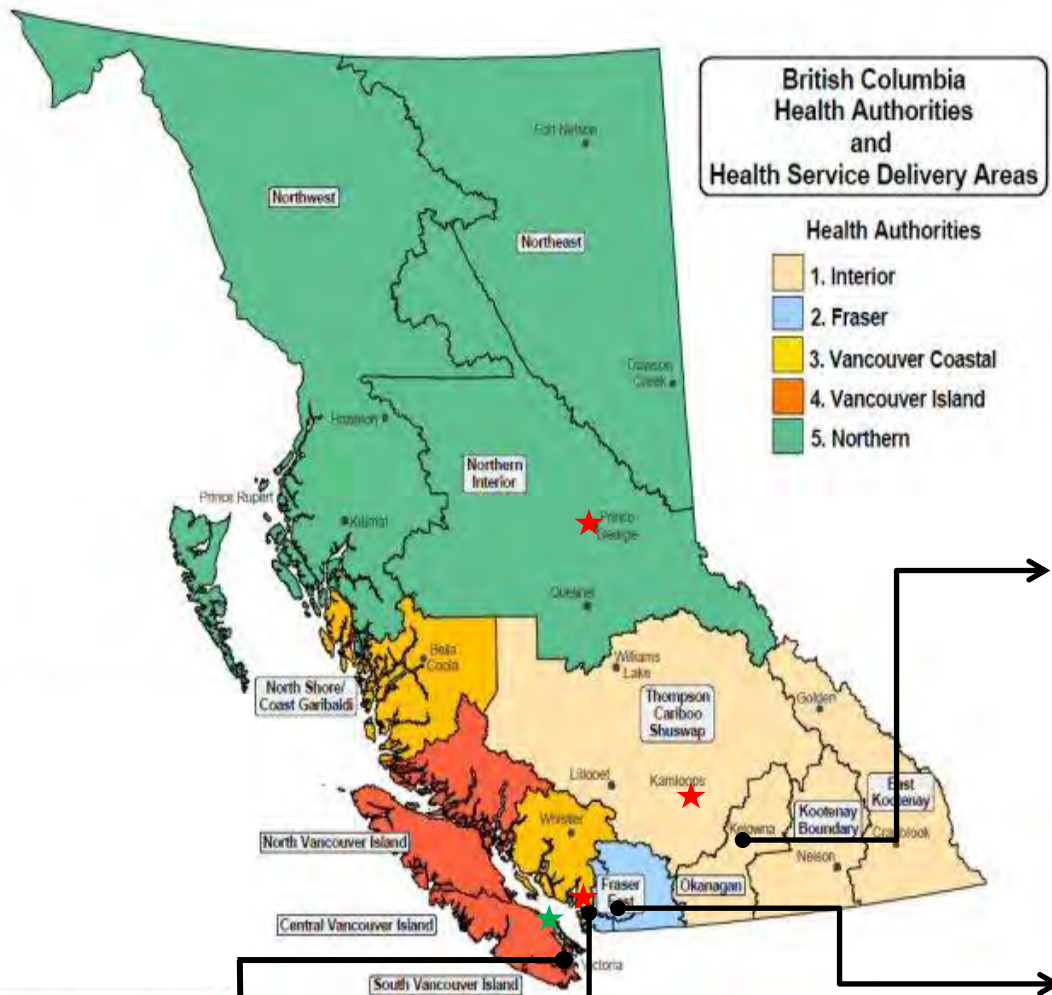 British Columbia
Health Authorities
and
Health Service Delivery Areas
Health Authorities
1. Interior
2. Fraser
3. Vancouver Coastal
4. Vancouver Island
5. Northern
Fort Nelson
Northwest
Northeast
Dawson
Creek
Hazelton
Northern
Interior
Prince Rupert
Kitimat
Prince
George
Quesnel
Bella
Coola
Williams
Lake
North Shore/
Coast Garibaldi
Thompson
Cariboo
Shuswap
Golden
Lillooet
Kamloops
East
Kootenay
Whistler
Kelowna
Kootenay
Boundary
Cranbrook
North Vancouver Island
Nelson
Fraser
East
Okanagan
Central Vancouver Island
Victoria
South Vancouver Island